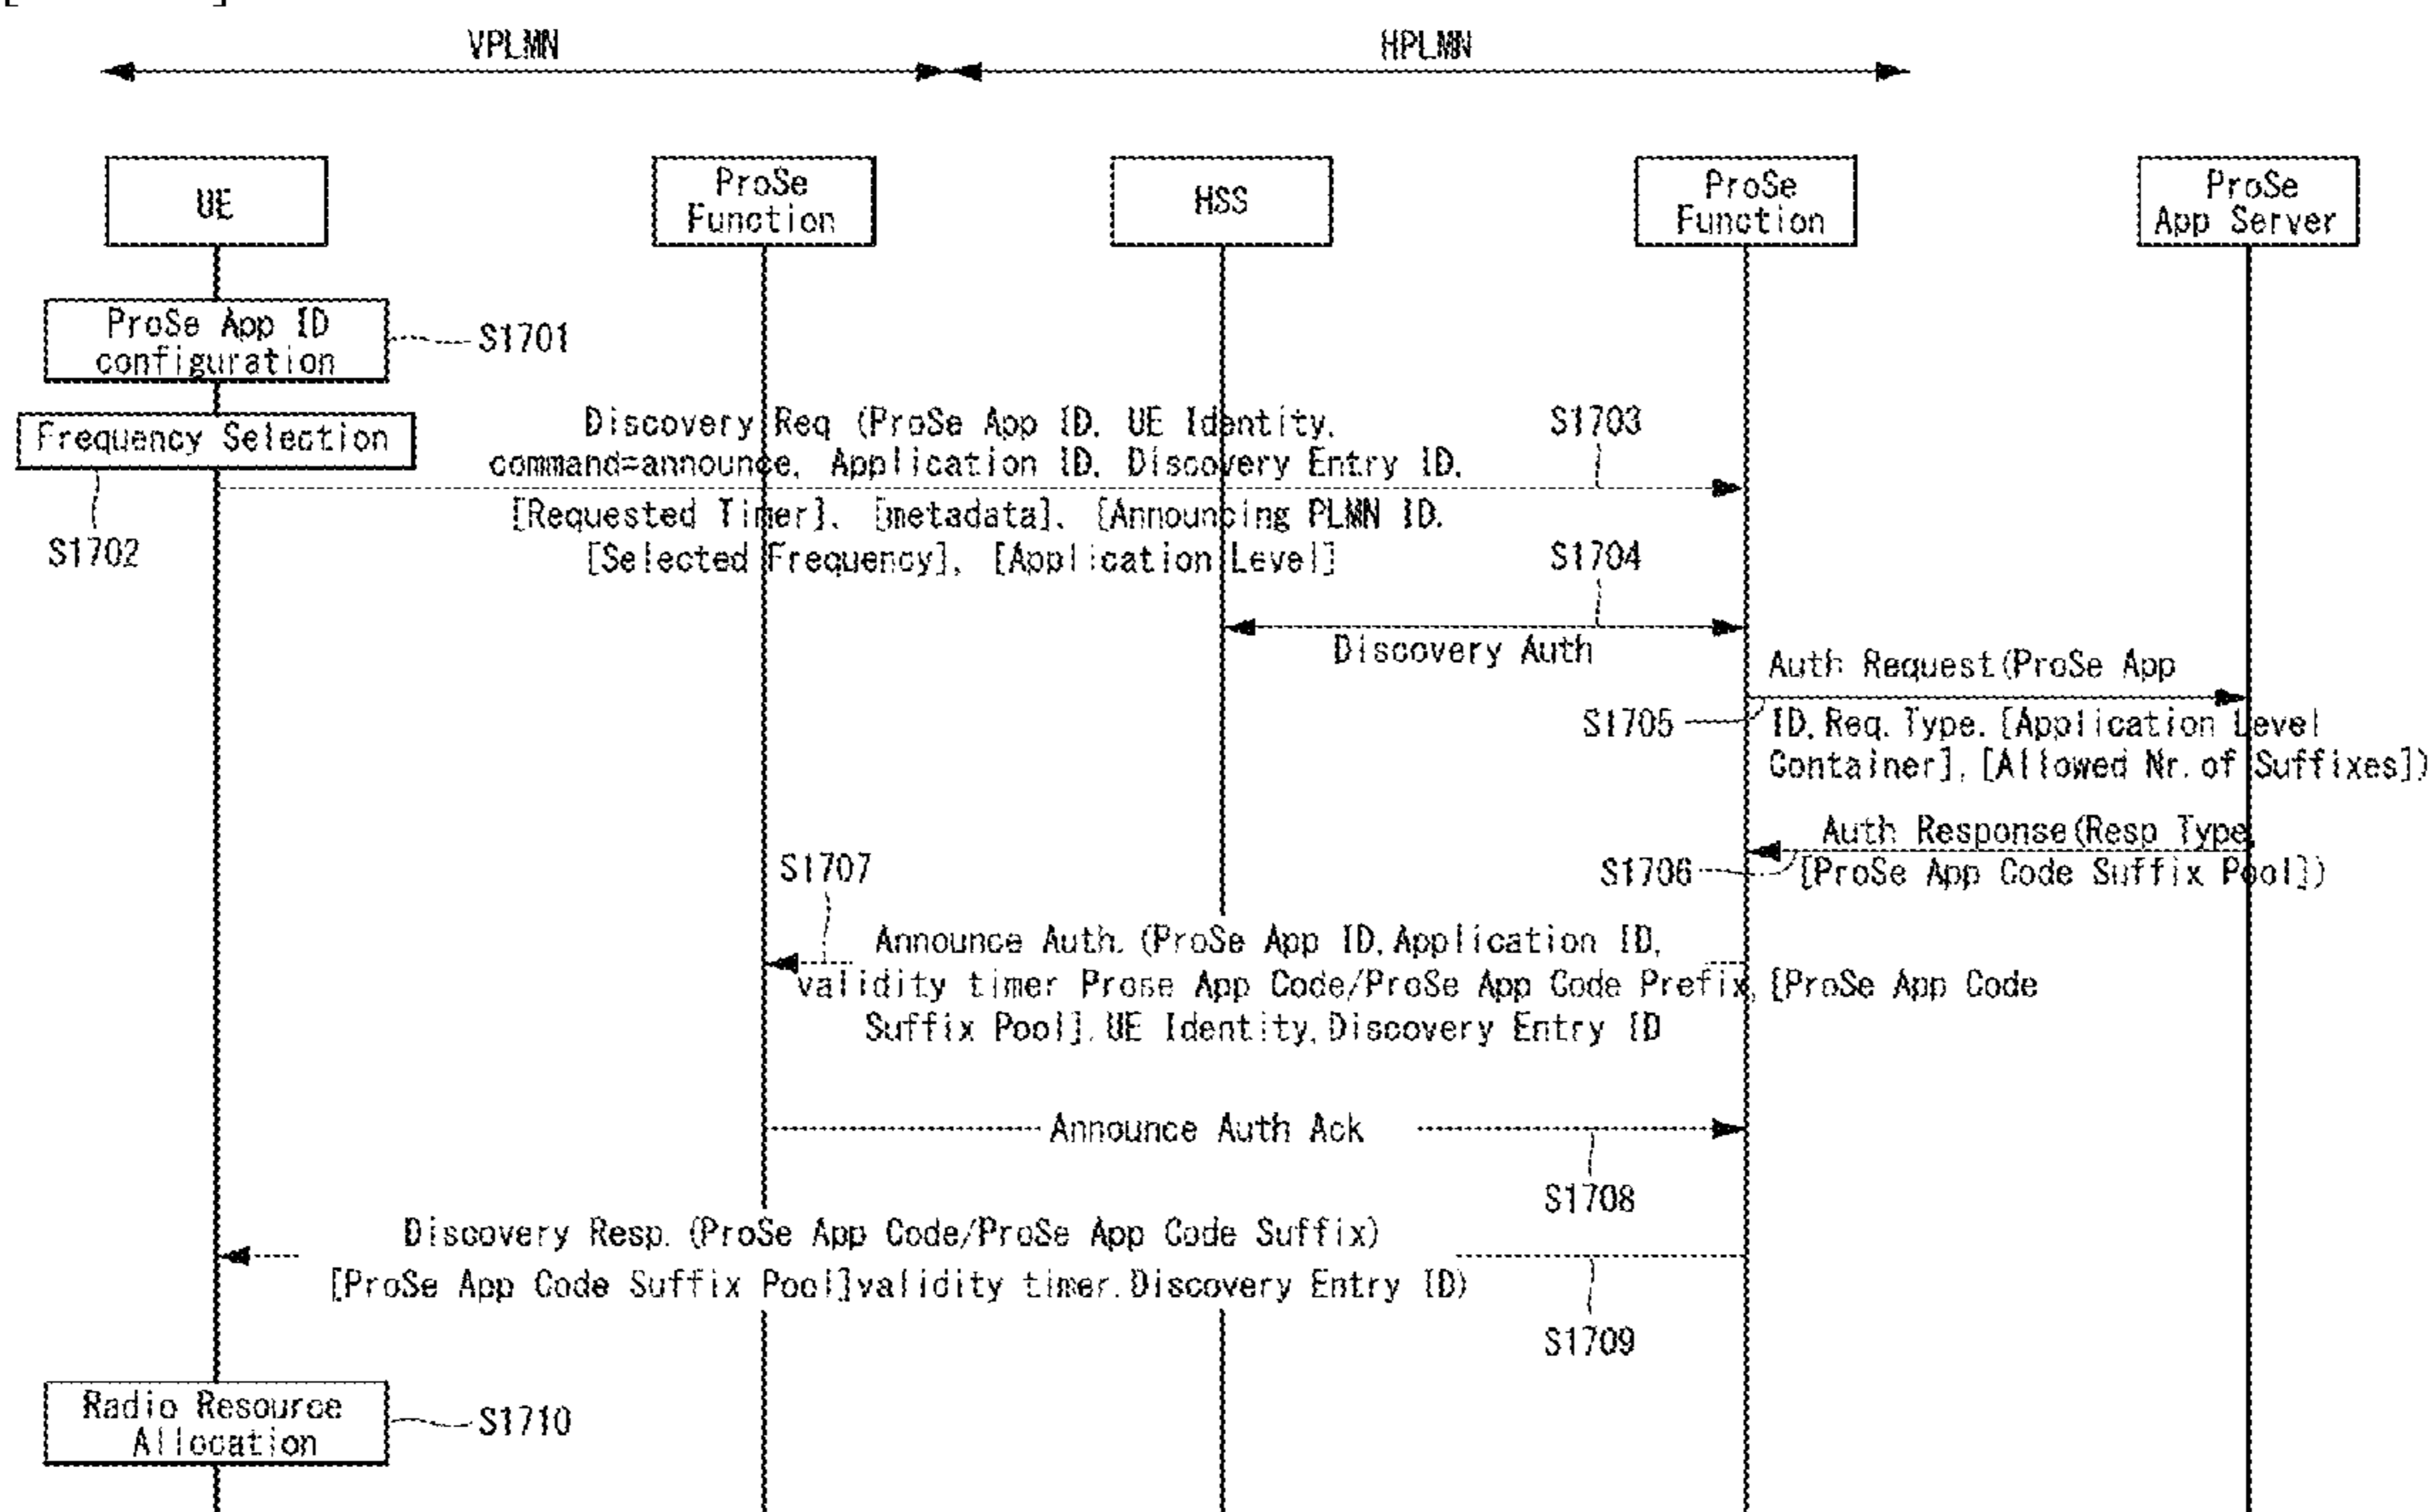 VPLMN
HPLMN
UE
ProSe
Function
HSS
ProSe
Function
ProSe
App Server
ProSe App ID
configuration
S1701
Frequency Selection
S1702
Discovery Req (ProSe App ID, UE Identity,
command=announce, Application ID, Discovery Entry ID,
[Requested Timer], [metadata], [Announcing PLMN ID,
[Selected Frequency], [Application Level]
S1703
S1704
Discovery Auth
Auth Request(ProSe App
ID, Req. Type, [Application Level
Container], [Allowed Nr. of Suffixes])
S1705
Auth Response(Resp Type
[ProSe App Code Suffix Pool])
S1706
S1707
Announce Auth. (ProSe App ID, Application ID,
validity timer Prose App Code/ProSe App Code Prefix, [ProSe App Code
Suffix Pool], UE Identity, Discovery Entry ID
Announce Auth Ack
S1708
Discovery Resp. (ProSe App Code/ProSe App Code Suffix)
[ProSe App Code Suffix Pool]validity timer. Discovery Entry ID)
S1709
Radio Resource
Allocation
S1710